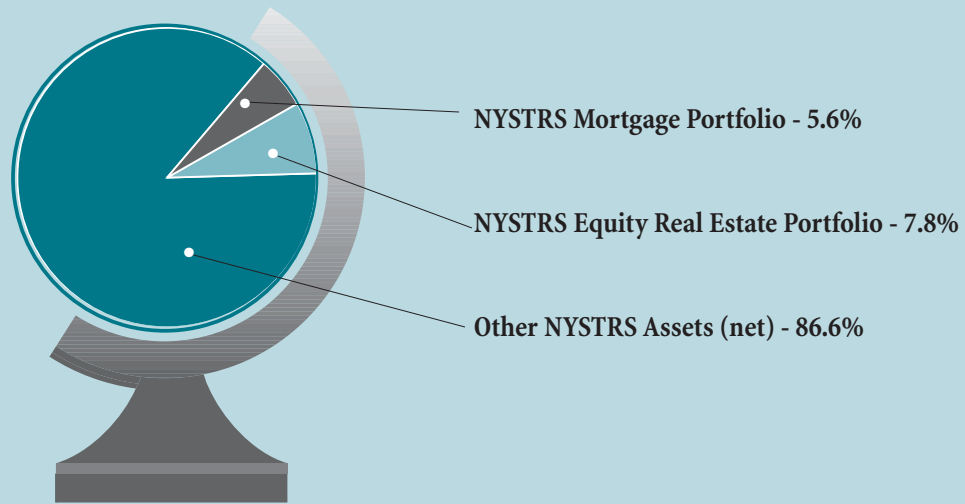 NYSTRS Mortgage Portfolio - 5.6%
NYSTRS Equity Real Estate Portfolio - 7.8%
Other NYSTRS Assets (net) - 86.6%